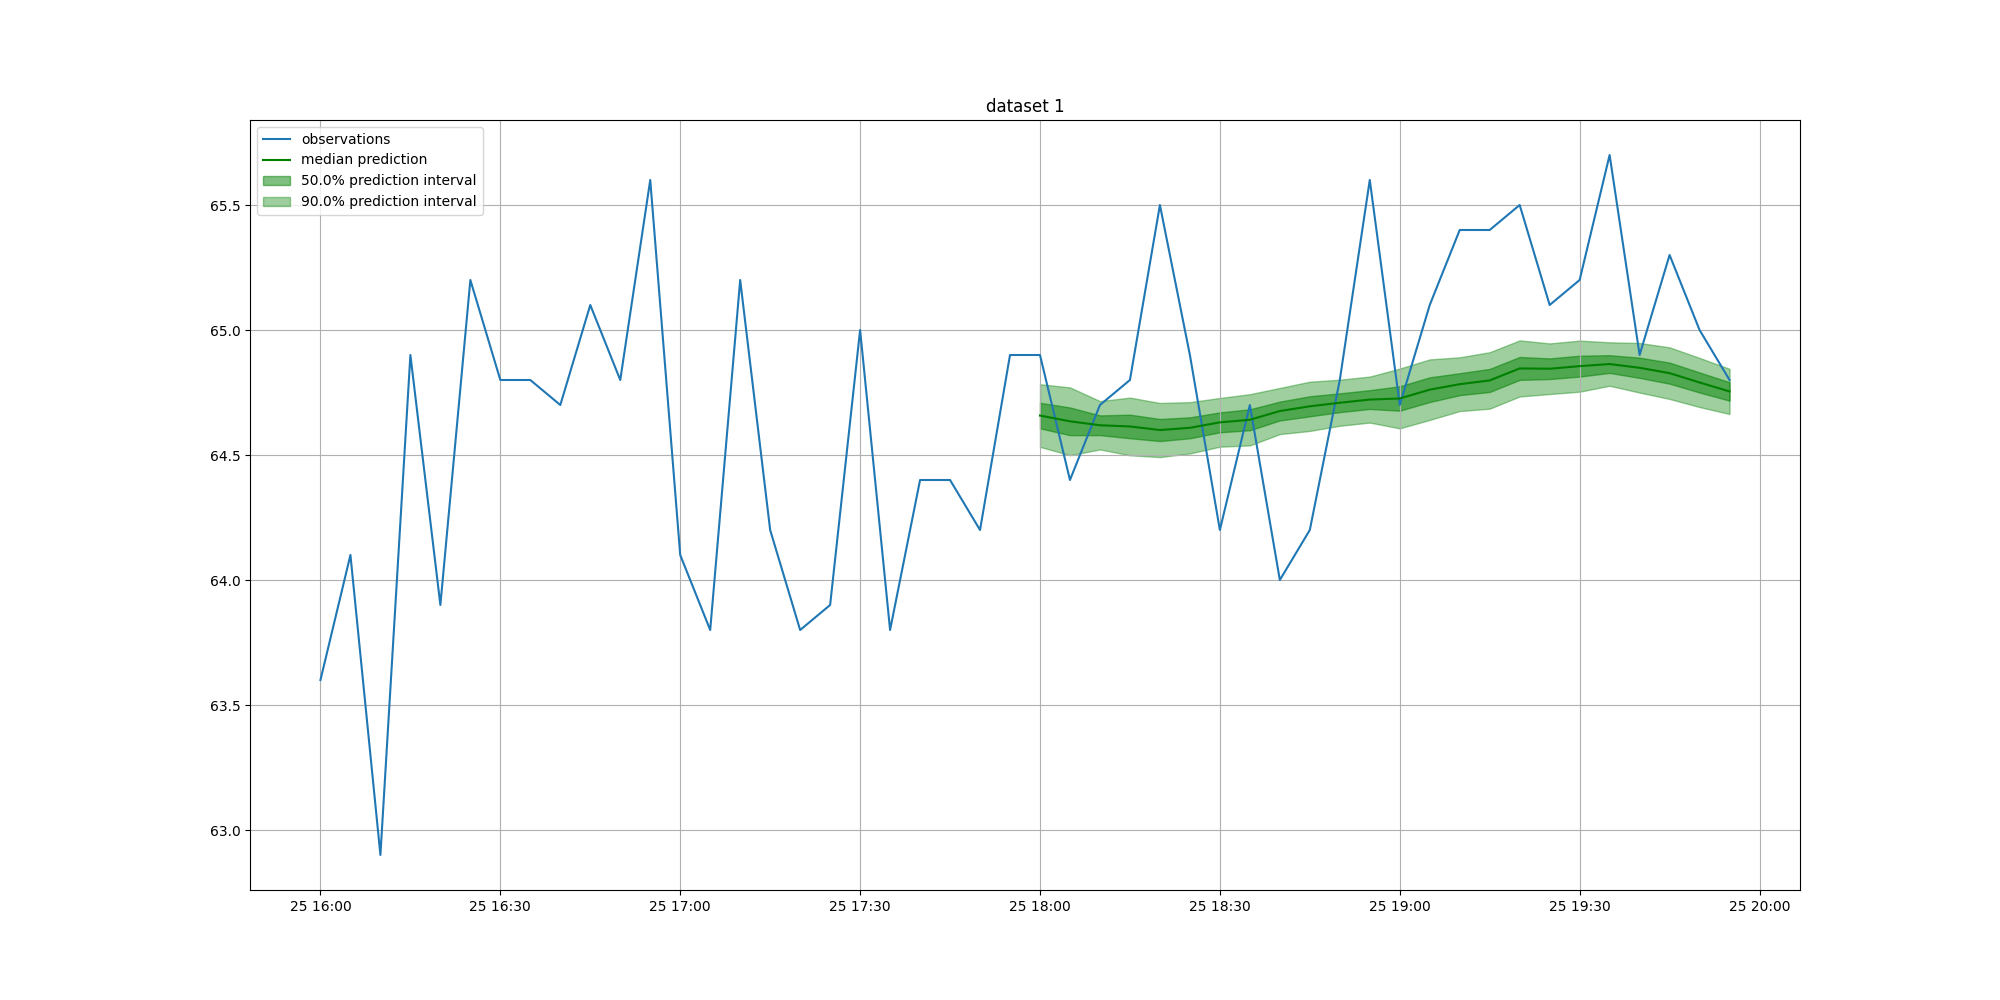 dataset 1
observations
median prediction
50.0% prediction interval
90.0% prediction interval
65.5
65.0
64.5
64.0
63.5
63.0
25 16:00 25 16:30 25 17:00 25 17:30 25 18:00 25 18:30 25 19:00 25 19:30 25 20:00